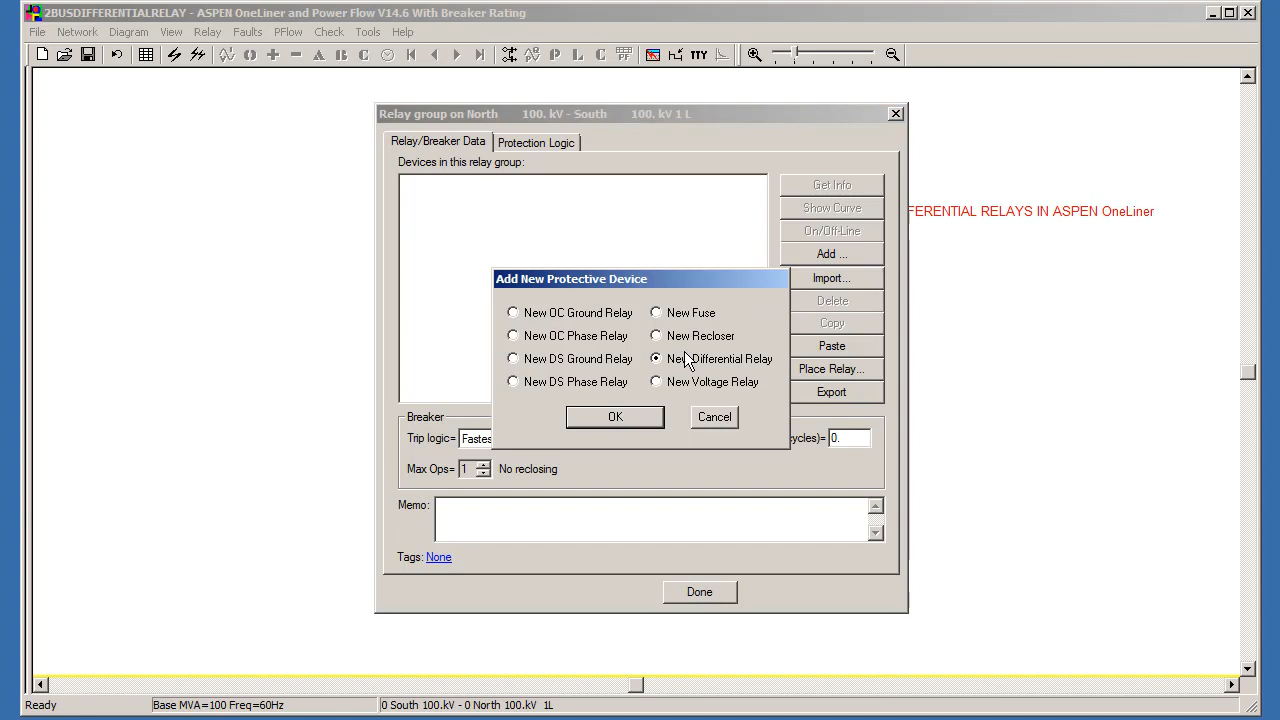 2BUSDIFFERENTIALRELAY - ASPEN OneLiner and Power Flow V14.6 With Breaker Rating
File Network Diagram View Relay Faults PFlow Check Tools Help
Relay group on North 100. kV - South 100. kV 1 L
Relay/Breaker Data Protection Logic
Devices in this relay group:
Get Info
Show Curve
FERENTIAL RELAYS IN ASPEN OneLiner
On/Off-Line
Add ...
Add New Protective Device
Import...
Delete
New OC Ground Relay New Fuse
Copy
New OC Phase Relay New Recloser
Paste
New DS Ground Relay New Differential Relay
Place Relay...
New DS Phase Relay New Voltage Relay
Export
OK Cancel
Breaker
Trip logic= Fastes ycles)= 0.
Max Ops= 1 No reclosing
Memo:
Tags: None
Done
Ready Base MVA=100 Freq=60Hz 0 South 100.kV - 0 North 100.kV 1L